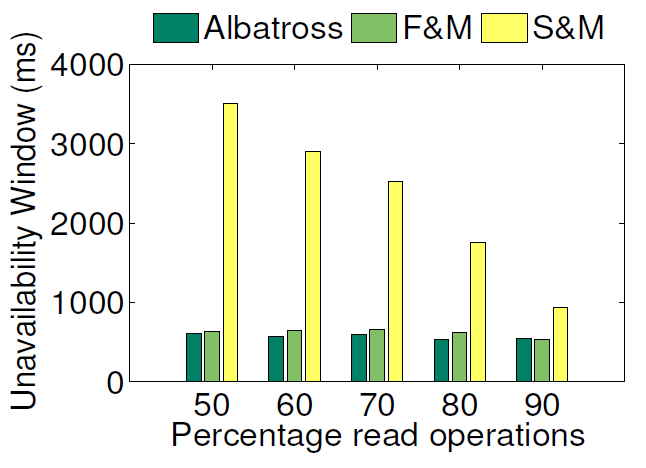 Albatross F&M S&M
Unavailability Window (ms)
4000
3000
2000
1000
0
50 60 70 80 90
Percentage read operations